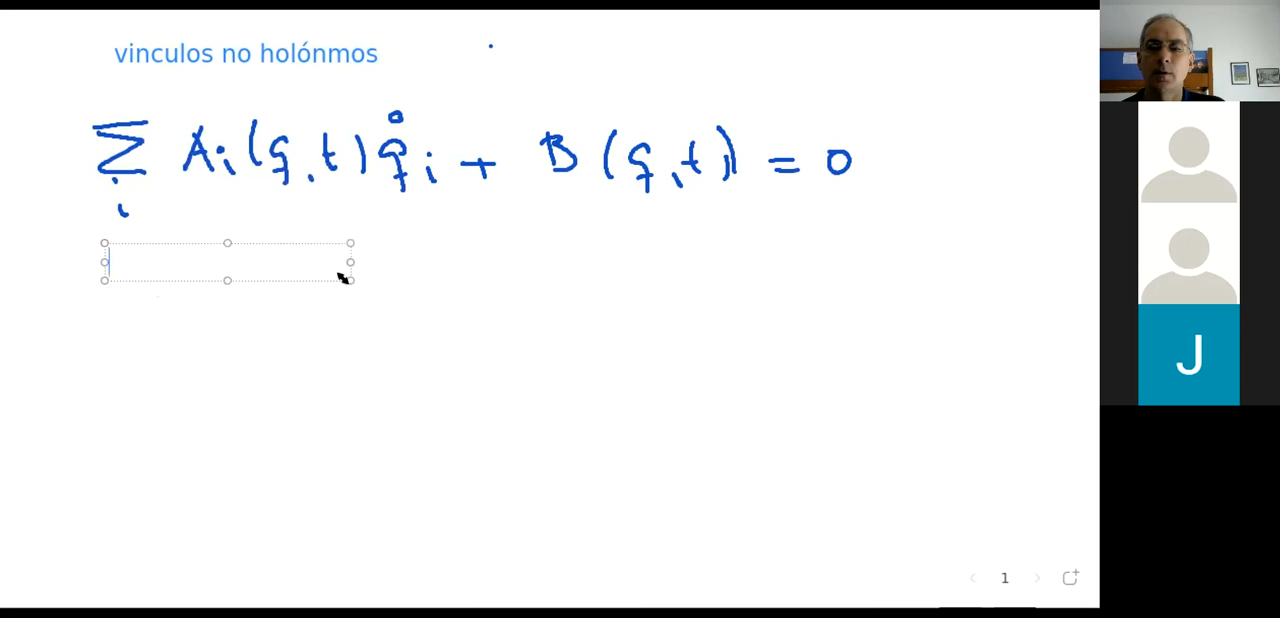 vinculos no holónmos
∑ᵢ Aᵢ(q,t) q̇ᵢ + B(q,t) = 0
1
J